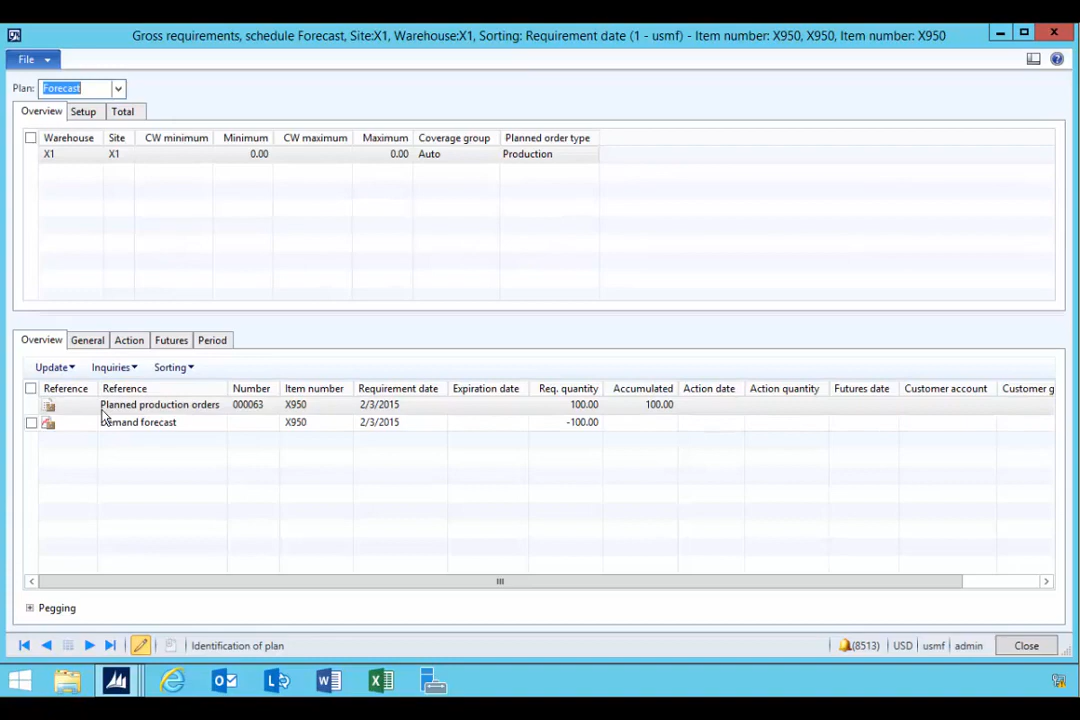 Gross requirements, schedule Forecast, Site:X1, Warehouse:X1, Sorting: Requirement date (1 - usmf) - Item number: X950, X950, Item number: X950
File
Plan: Forecast
Overview Setup Total
Warehouse Site CW minimum Minimum CW maximum Maximum Coverage group Planned order type
X1 X1 0.00 0.00 Auto Production
Overview General Action Futures Period
Update Inquiries Sorting
Reference Reference Number Item number Requirement date Expiration date Req. quantity Accumulated Action date Action quantity Futures date Customer account Customer g
Planned production orders 000063 X950 2/3/2015 100.00 100.00
Demand forecast X950 2/3/2015 -100.00
Pegging
Identification of plan (8513) USD usmf admin Close